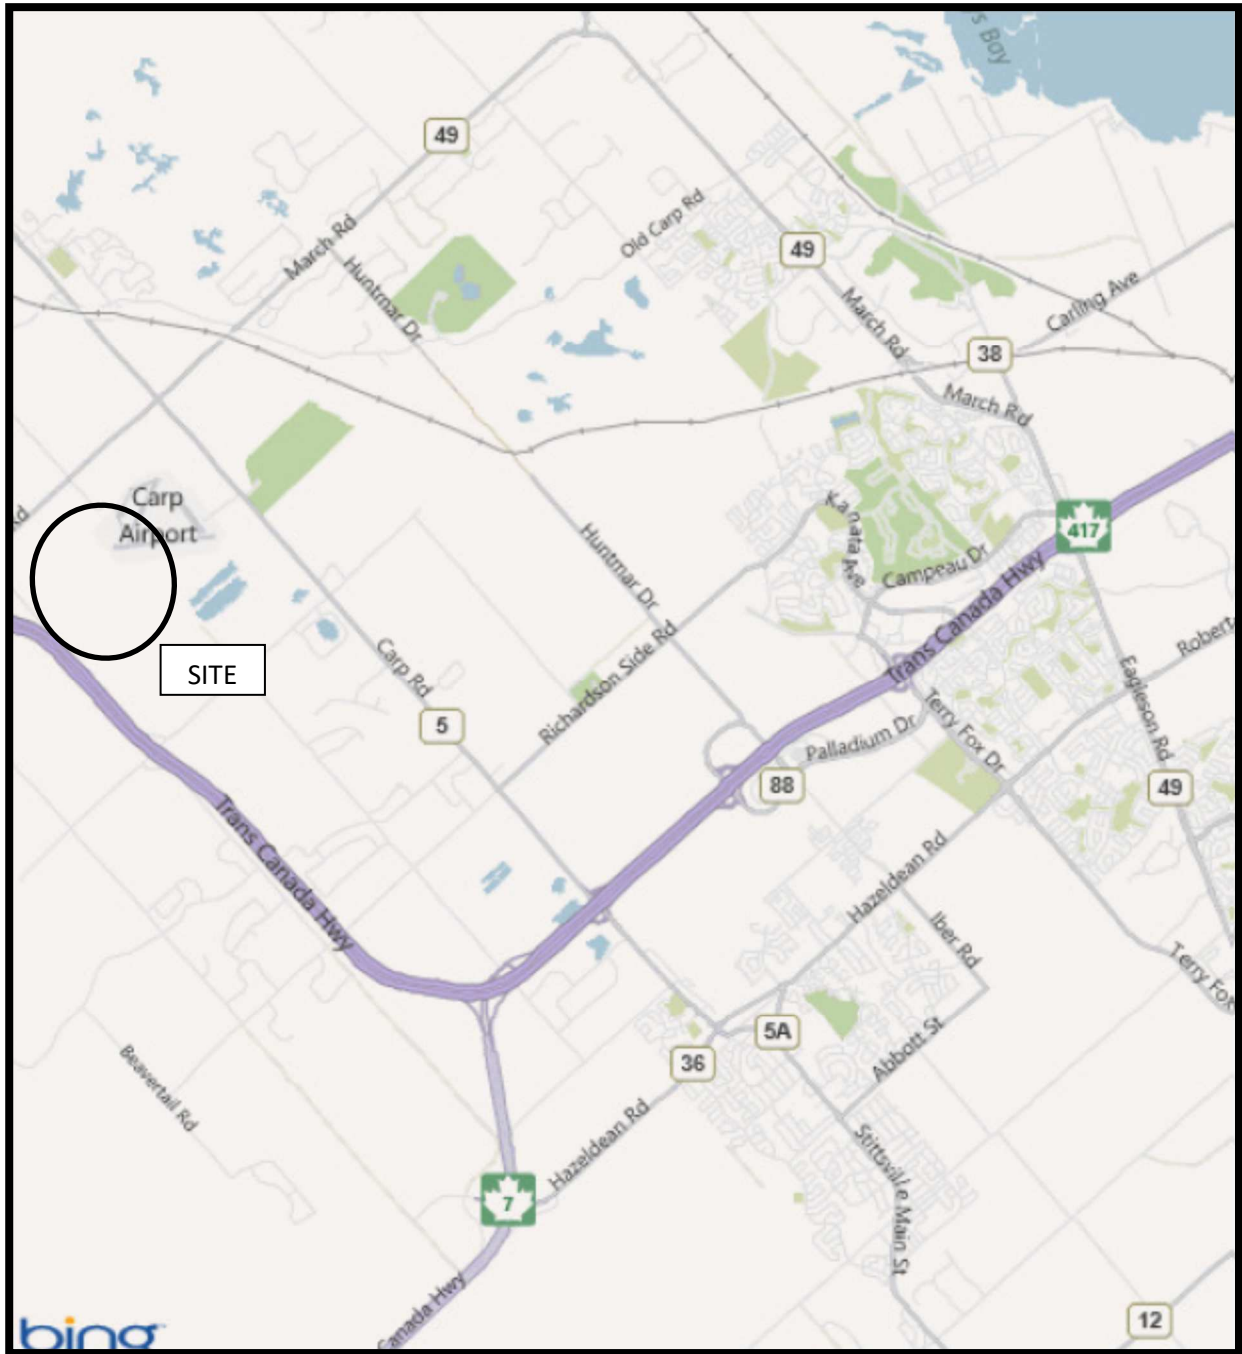 's Bay
49
March Rd
Old Carp Rd
49
Huntmar Dr
March Rd
Carling Ave
38
March Rd
Carp
Airport
Rd
Kanata Ave
417
Campeau Dr
Huntmar Dr
Trans Canada Hwy
Robert
SITE
Carp Rd
Richardson Side Rd
5
Eagleson Rd
Terry Fox Dr
Palladium Dr
88
49
Trans Canada Hwy
Hazeldean Rd
Iber Rd
Terry Fox
5A
36
Abbott St
Beavertail Rd
Hazeldean Rd
Stittsville Main St
7
Canada Hwy
12
bing